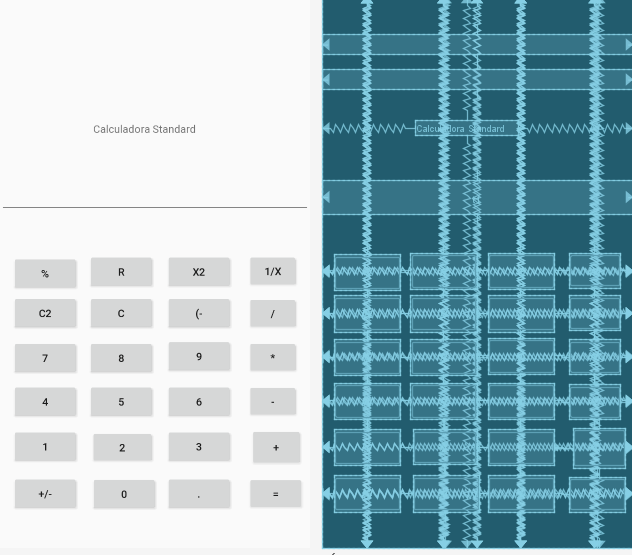 Calculadora Standard
Calculadora Standard
% R X2 1/X
C2 C (- /
7 8 9 *
4 5 6 -
1 2 3 +
+/- 0 . =